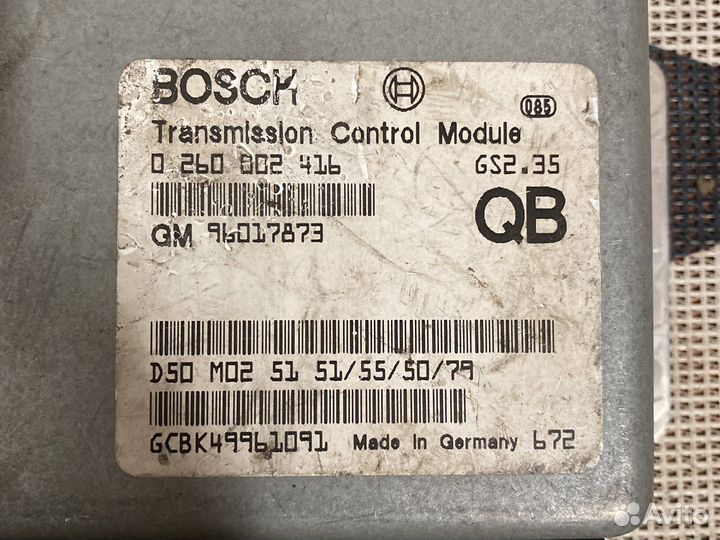 BOSCH
085
Transmission Control Module
0 260 802 416 GS2.35
GM 96017873 QB
D50 M02 51 51/55/50/79
GCBK49961091 Made in Germany 672
Avito